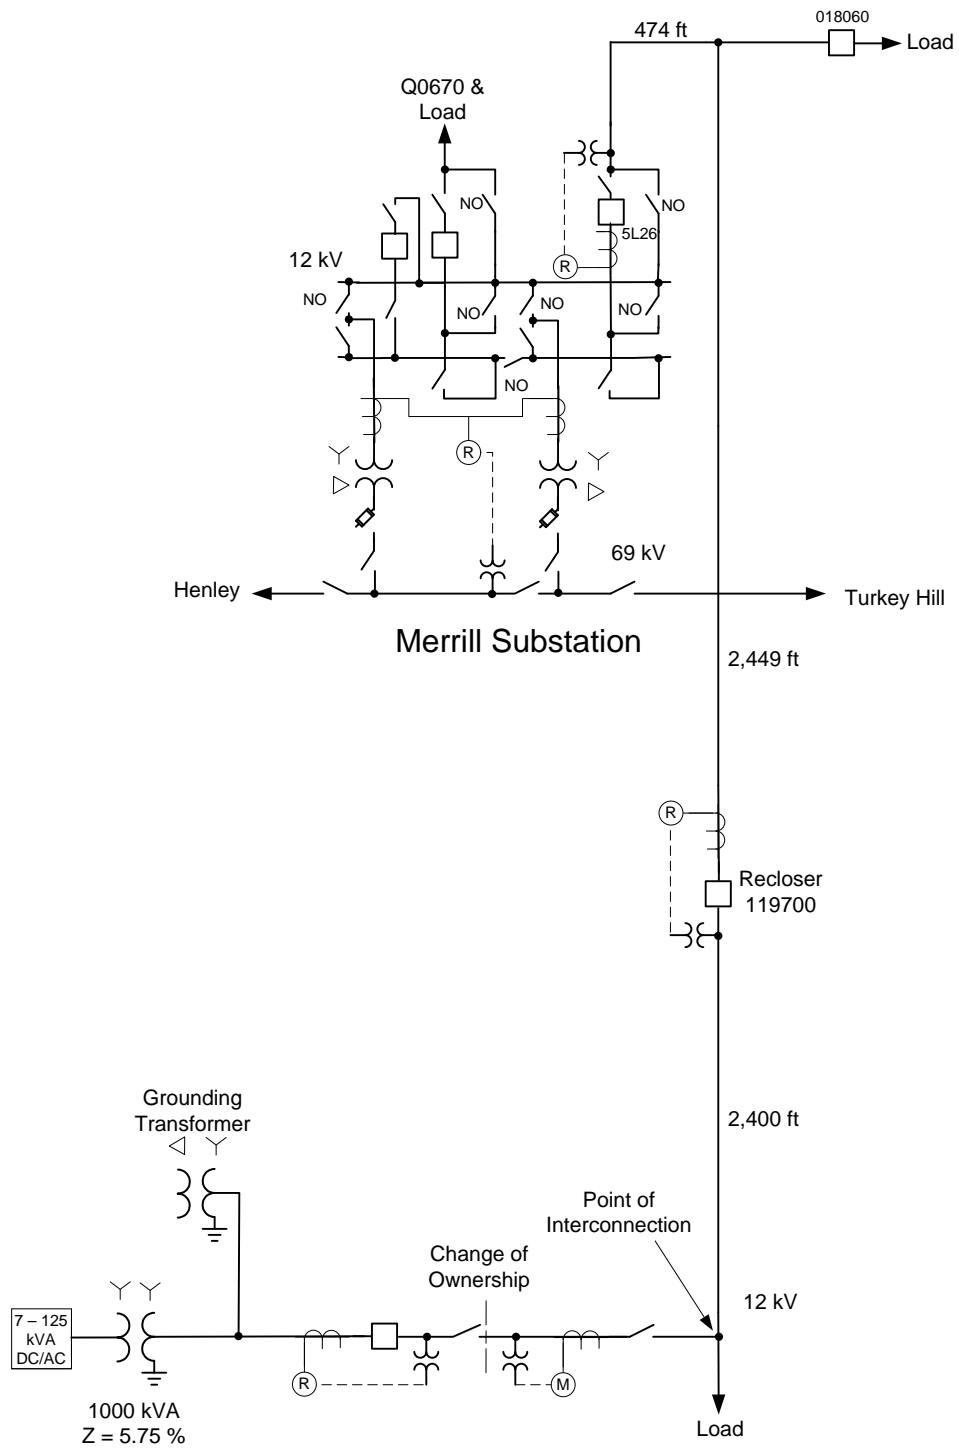 018060
474 ft
Load
Q0670 &
Load
NO
NO
5L26
12 kV
R
NO
NO
NO
NO
NO
R
69 kV
Henley
Turkey Hill
Merrill Substation
2,449 ft
R
Recloser
119700
Grounding
Transformer
2,400 ft
Point of
Interconnection
Change of
Ownership
12 kV
7 – 125
kVA
DC/AC
R
M
1000 kVA
Z = 5.75 %
Load